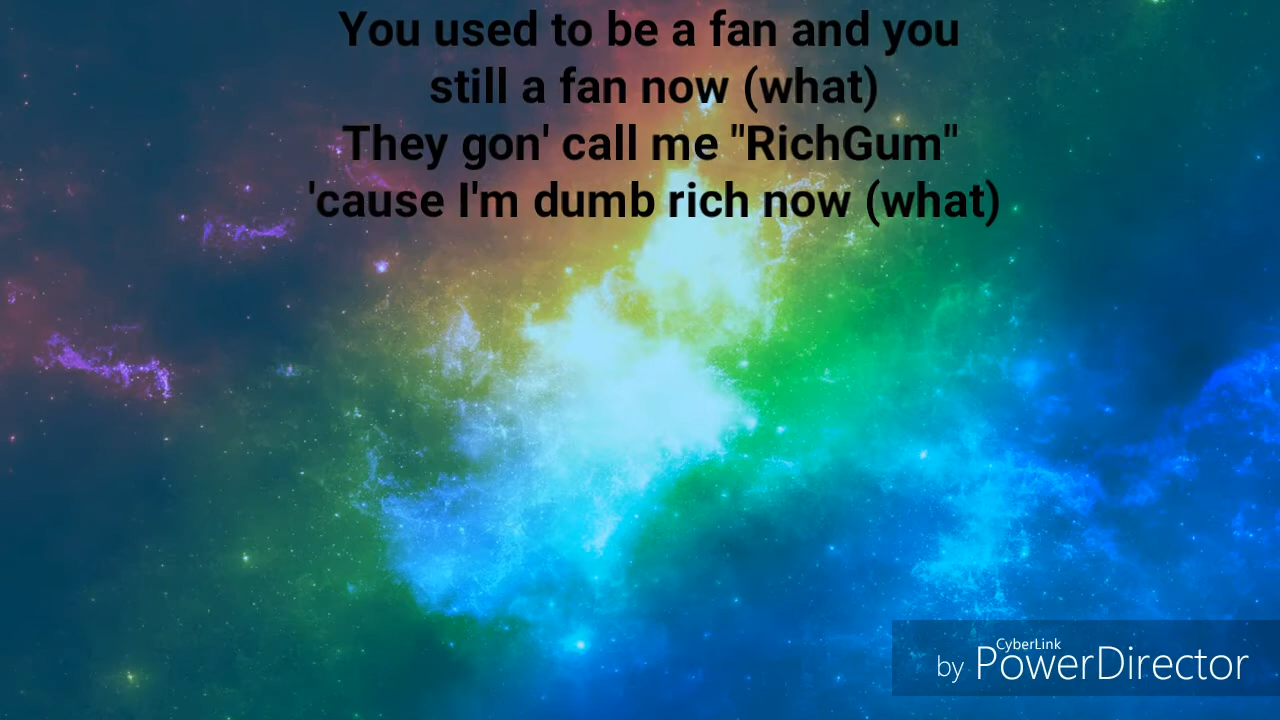 You used to be a fan and you
still a fan now (what)
They gon' call me "RichGum"
'cause I'm dumb rich now (what)
CyberLink
by PowerDirector